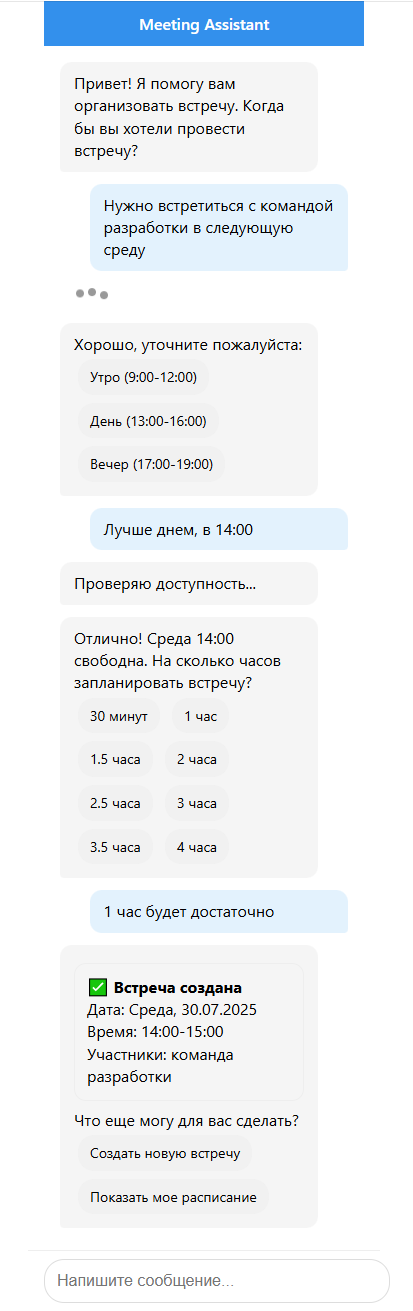 Meeting Assistant
Привет! Я помогу вам
организовать встречу. Когда
бы вы хотели провести
встречу?
Нужно встретиться с командой
разработки в следующую
среду
Хорошо, уточните пожалуйста:
Утро (9:00-12:00)
День (13:00-16:00)
Вечер (17:00-19:00)
Лучше днем, в 14:00
Проверяю доступность...
Отлично! Среда 14:00
свободна. На сколько часов
запланировать встречу?
30 минут 1 час
1.5 часа 2 часа
2.5 часа 3 часа
3.5 часа 4 часа
1 час будет достаточно
✅ Встреча создана
Дата: Среда, 30.07.2025
Время: 14:00-15:00
Участники: команда
разработки
Что еще могу для вас сделать?
Создать новую встречу
Показать мое расписание
Напишите сообщение...